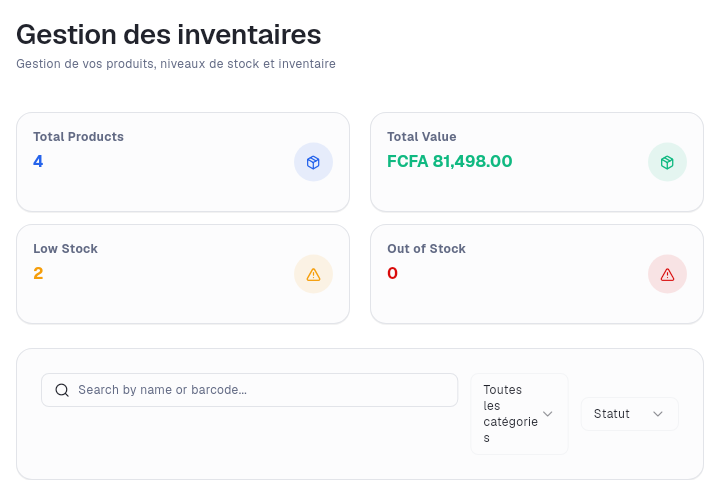 Gestion des inventaires
Gestion de vos produits, niveaux de stock et inventaire
Total Products
4
Total Value
FCFA 81,498.00
Low Stock
2
Out of Stock
0
Search by name or barcode...
Toutes
les
catégorie
s
Statut